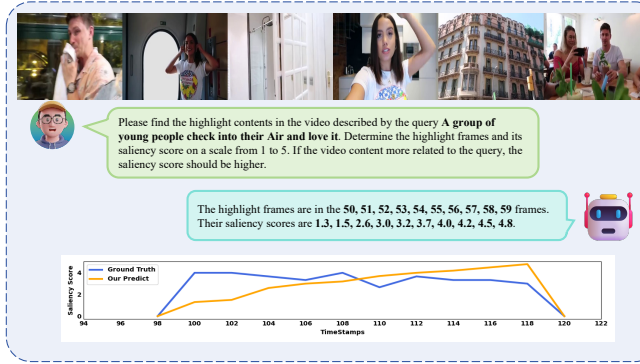 Please find the highlight contents in the video described by the query A group of
young people check into their Air and love it. Determine the highlight frames and its
saliency score on a scale from 1 to 5. If the video content more related to the query, the
saliency score should be higher.
The highlight frames are in the 50, 51, 52, 53, 54, 55, 56, 57, 58, 59 frames.
Their saliency scores are 1.3, 1.5, 2.6, 3.0, 3.2, 3.7, 4.0, 4.2, 4.5, 4.8.
Saliency Score
4
2
0
Ground Truth
Our Predict
94 96 98 100 102 104 106 108 110 112 114 116 118 120 122
TimeStamps